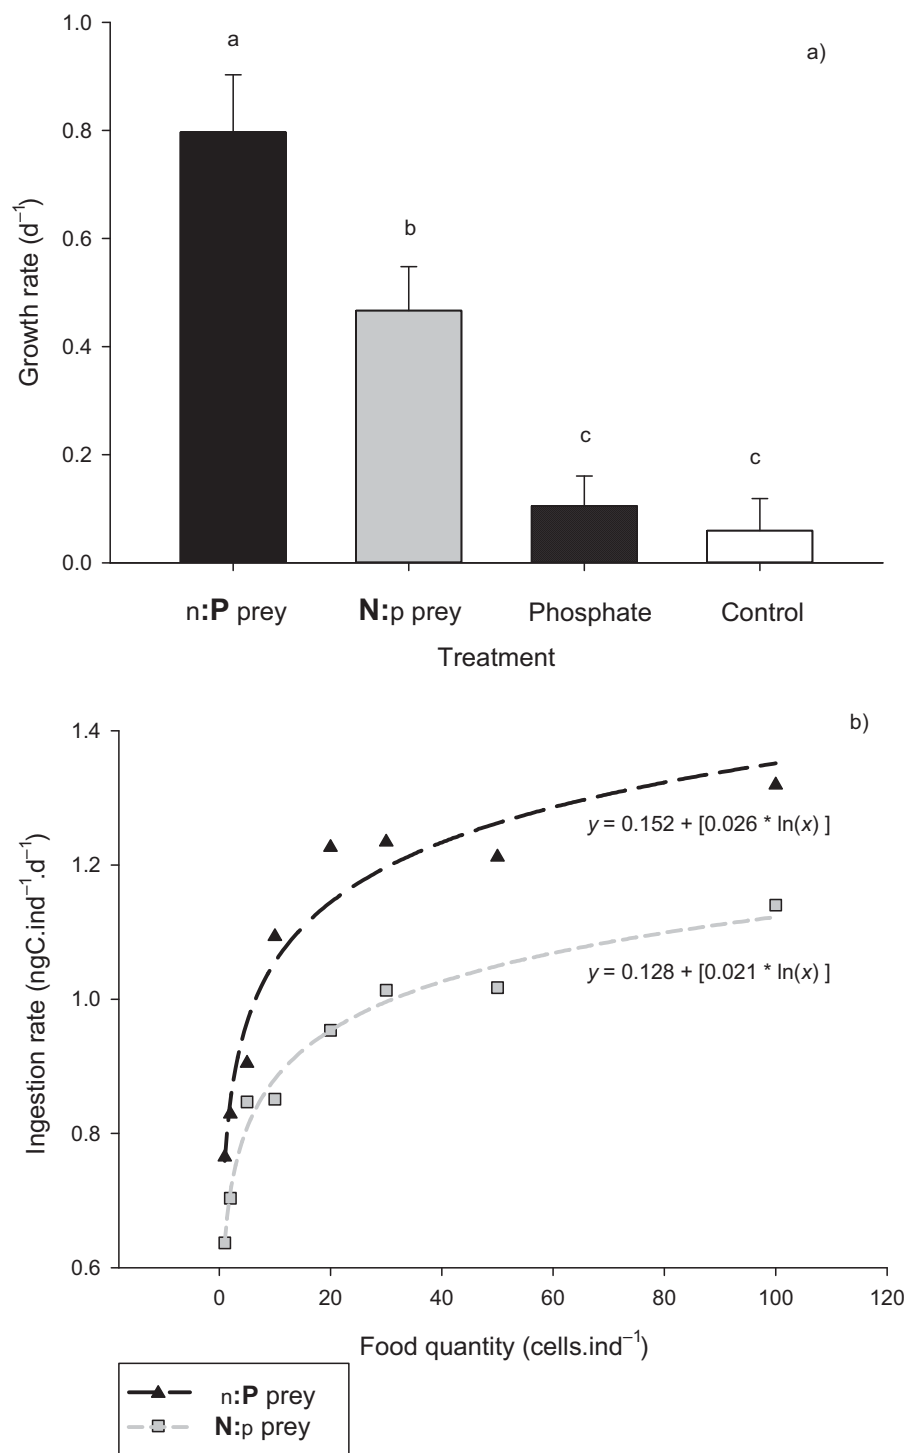 1.0
a
a)
0.8
0.6
b
0.4
0.2
c
c
0.0
Growth rate (d⁻¹)
n:P prey N:p prey Phosphate Control
Treatment
1.4
b)
y = 0.152 + [0.026 * ln(x) ]
1.2
y = 0.128 + [0.021 * ln(x) ]
1.0
0.8
0.6
Ingestion rate (ngC.ind⁻¹.d⁻¹)
0 20 40 60 80 100 120
Food quantity (cells.ind⁻¹)
n:P prey
N:p prey